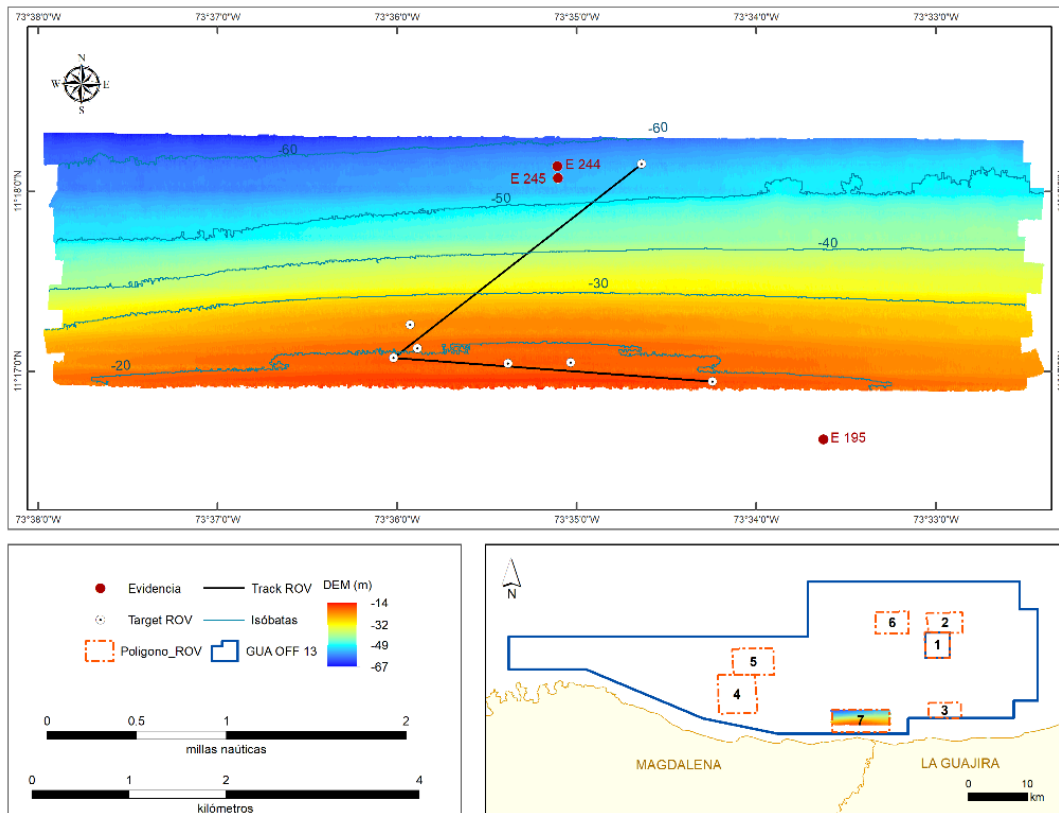 73°38'0"W 73°37'0"W 73°36'0"W 73°35'0"W 73°34'0"W 73°33'0"W
N
W E
S
-60
-60
E 244
E 245
11°18'0"N
-50
-50
-40
-30
11°17'0"N
-20
E 195
73°38'0"W 73°37'0"W 73°36'0"W 73°35'0"W 73°34'0"W 73°33'0"W
Evidencia
Track ROV
DEM (m)
Target ROV
Isóbatas
Poligono_ROV
GUA OFF 13
-14
-32
-49
-67
0 0.5 1 2
millas naúticas
0 1 2 4
kilómetros
N
6
2
1
5
4
3
7
MAGDALENA
LA GUAJIRA
0 10
km